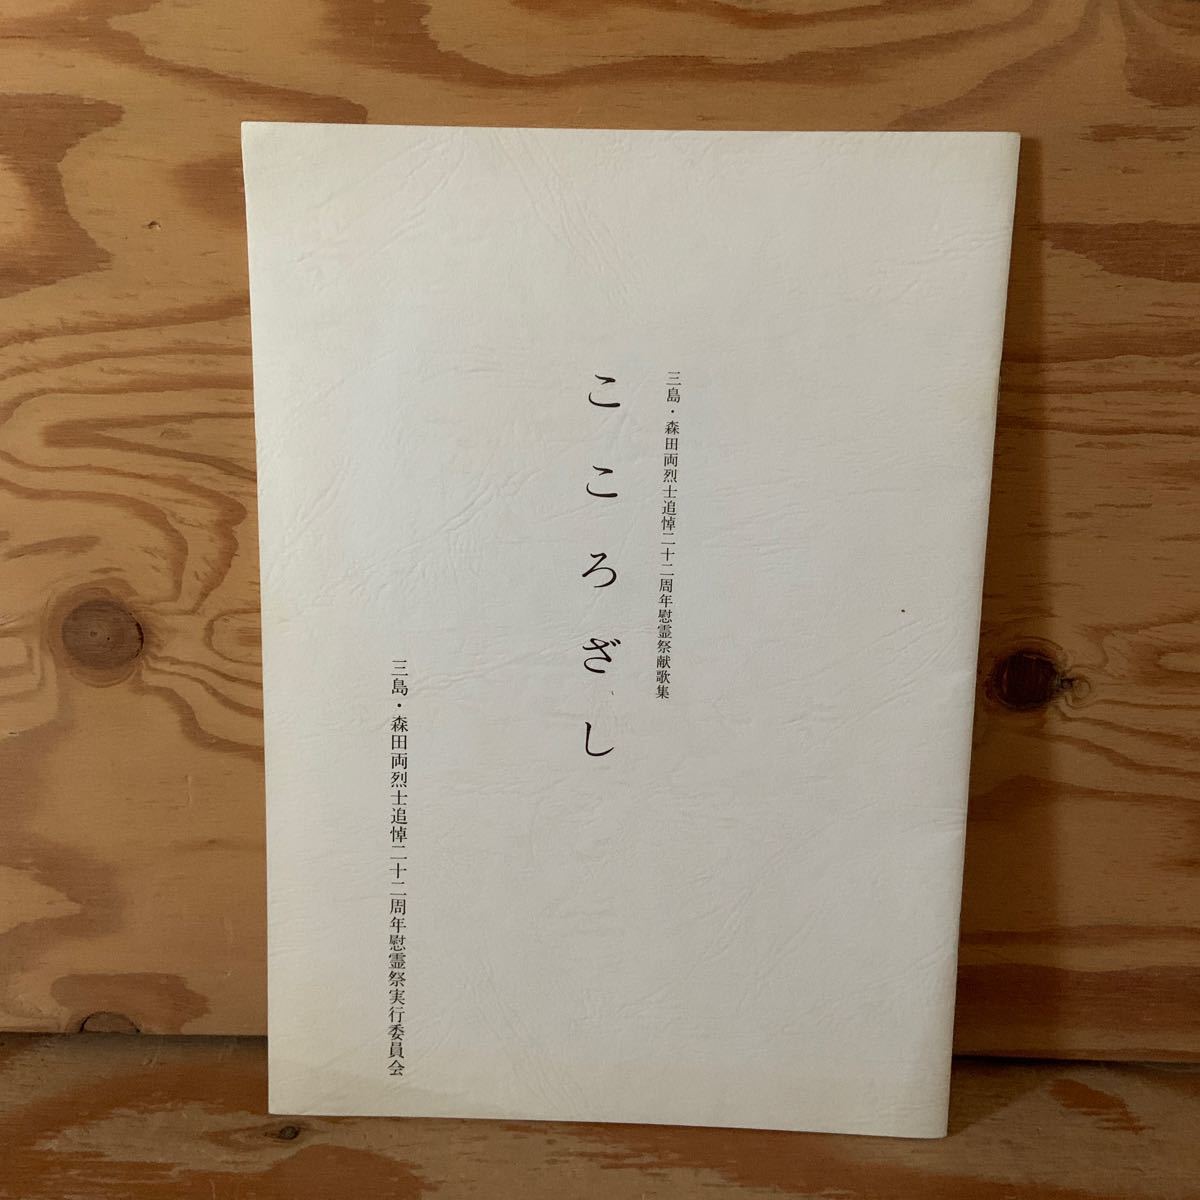 三島・森田両烈士追悼二十二周年慰霊祭献歌集
こころざし
三島・森田両烈士追悼二十二周年慰霊祭実行委員会